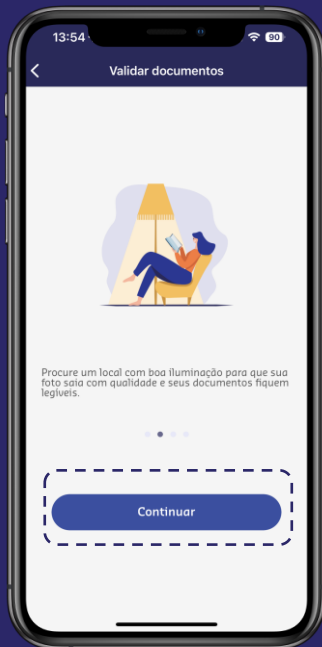 13:54
90
Validar documentos
Procure um local com boa iluminação para que sua
foto saia com qualidade e seus documentos fiquem
legíveis.
Continuar